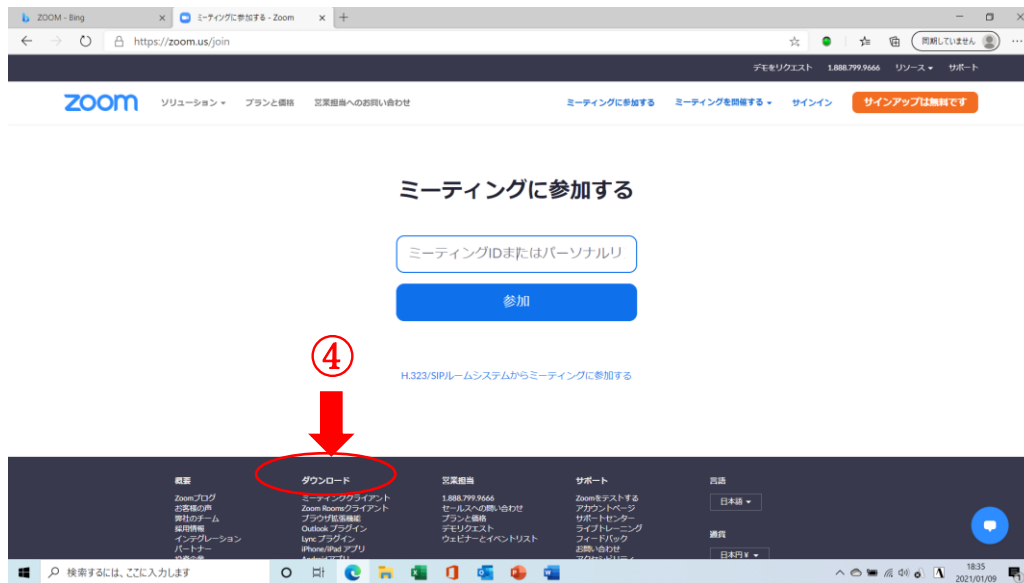 ZOOM - Bing
ミーティングに参加する - Zoom
https://zoom.us/join
同期していません
デモをリクエスト 1.888.799.9666 リソース サポート
zoom ソリューション プランと価格 営業担当へのお問い合わせ ミーティングに参加する ミーティングを開催する サインイン サインアップは無料です
ミーティングに参加する
ミーティングIDまたはパーソナルリ
参加
④
H.323/SIPルームシステムからミーティングに参加する
概要
Zoomブログ
お客様の声
弊社のチーム
採用情報
インテグレーション
パートナー
ダウンロード
ミーティングクライアント
Zoom Roomsクライアント
ブラウザ拡張機能
Outlook プラグイン
Lync プラグイン
iPhone/iPad アプリ
Androidアプリ
営業担当
1.888.799.9666
セールスへの問い合わせ
プランと価格
デモリクエスト
ウェビナーとイベントリスト
サポート
Zoomをテストする
アカウントページ
サポートセンター
ライブトレーニング
フィードバック
お問い合わせ
アクセシビリティ
言語
日本語
通貨
日本円¥
検索するには、ここに入力します
A
18:35
2021/01/09